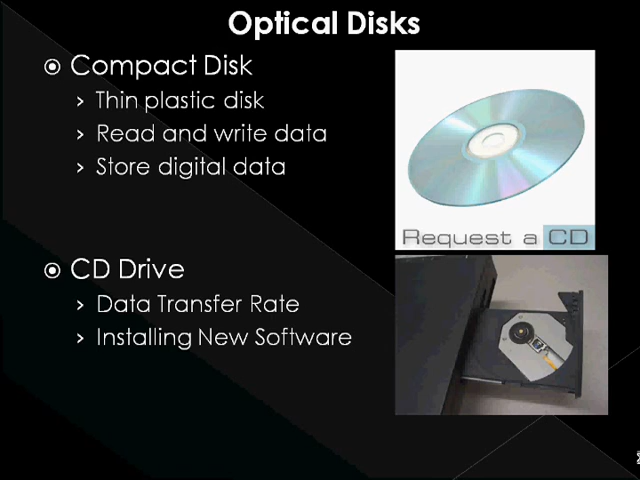 Optical Disks
Compact Disk
Thin plastic disk
Read and write data
Store digital data
Request a CD
CD Drive
Data Transfer Rate
Installing New Software